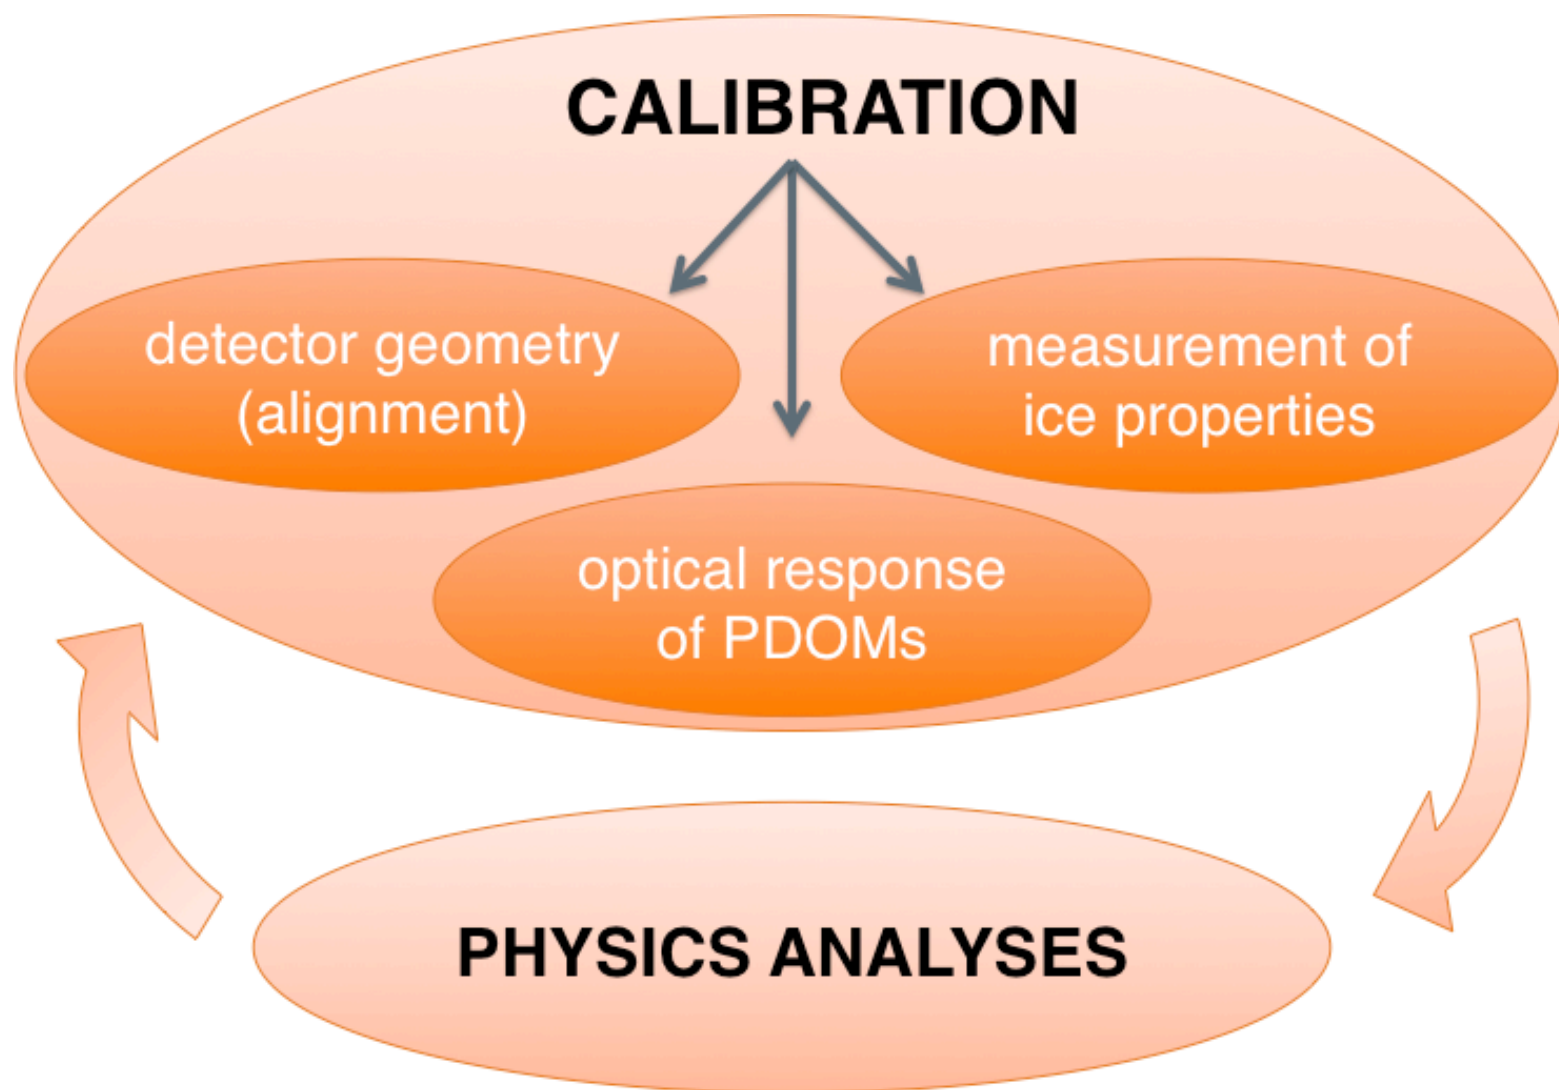 CALIBRATION
detector geometry
(alignment)
measurement of
ice properties
optical response
of PDOMs
PHYSICS ANALYSES